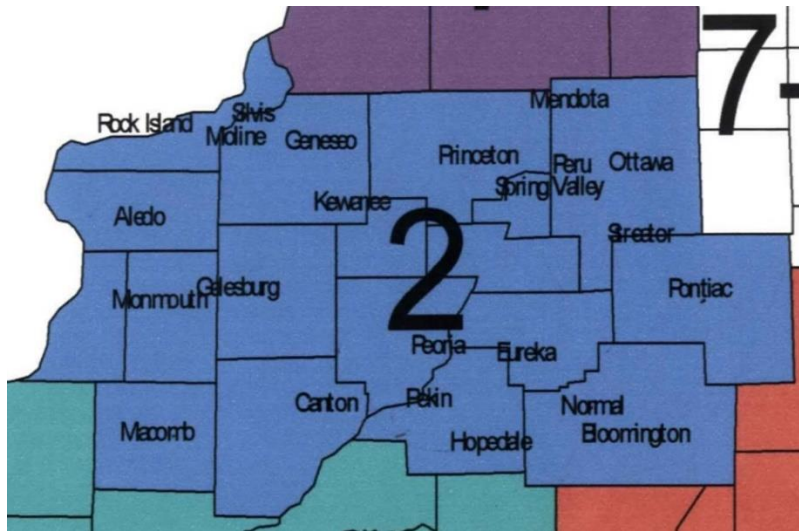 7-
Mendota
Silvis
Rock Island
Moline
Geneseo
Princeton
Peru
Ottawa
Spring Valley
Kewanee
Aledo
2
Streator
Galesburg
Monmouth
Pontiac
Peoria
Eureka
Canton
Pekin
Normal
Macomb
Hopedale
Bloomington